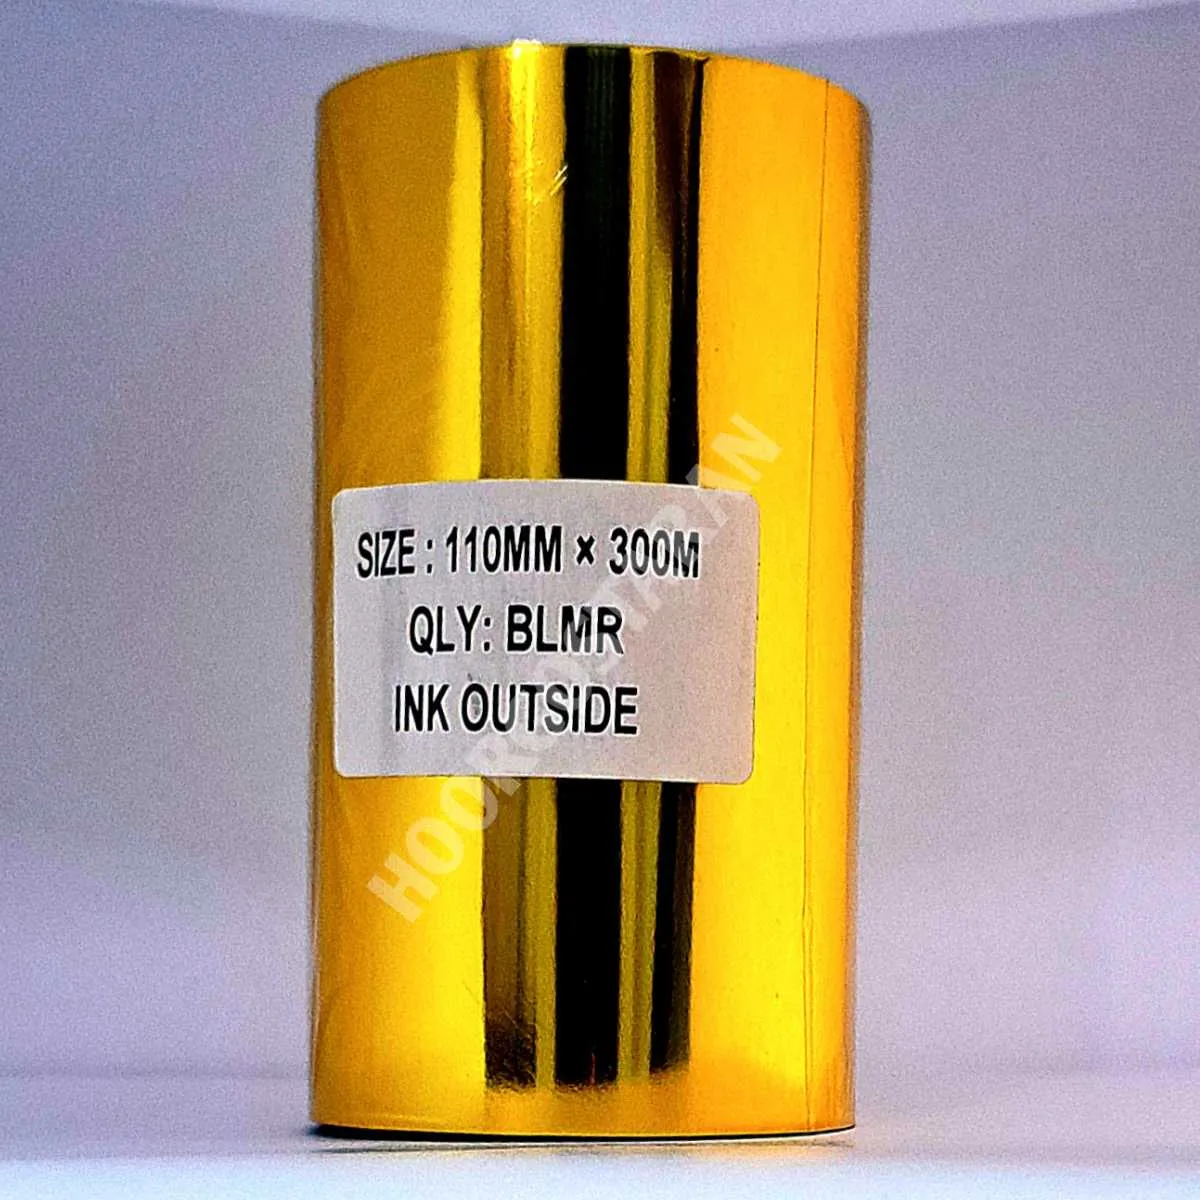 SIZE : 110MM × 300M
QLY: BLMR
INK OUTSIDE